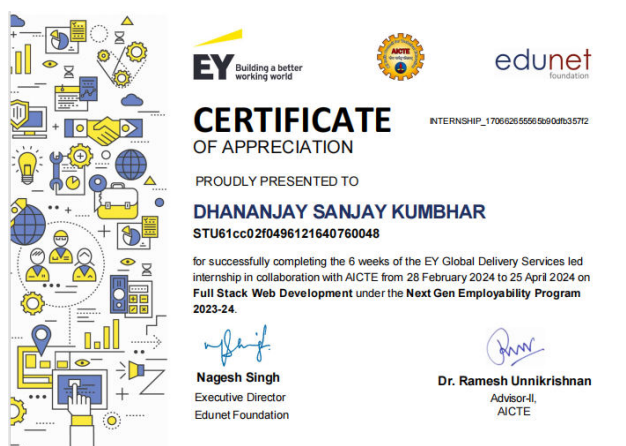 EY
Building a better
working world
AICTE
edunet
foundation
CERTIFICATE
OF APPRECIATION
INTERNSHIP_170662655565b90dfb357f2
PROUDLY PRESENTED TO
DHANANJAY SANJAY KUMBHAR
STU61cc02f0496121640760048
for successfully completing the 6 weeks of the EY Global Delivery Services led
internship in collaboration with AICTE from 28 February 2024 to 25 April 2024 on
Full Stack Web Development under the Next Gen Employability Program
2023-24.
Nagesh Singh
Executive Director
Edunet Foundation
Dr. Ramesh Unnikrishnan
Advisor-II,
AICTE